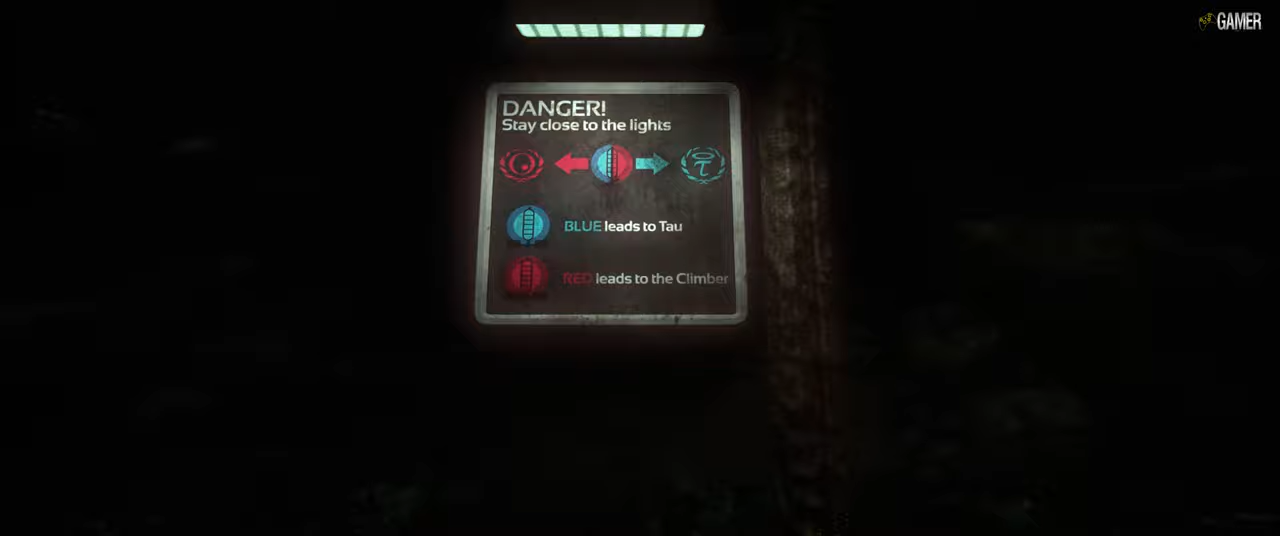 GAMER
DANGER!
Stay close to the lights
BLUE leads to Tau
RED leads to the Climber